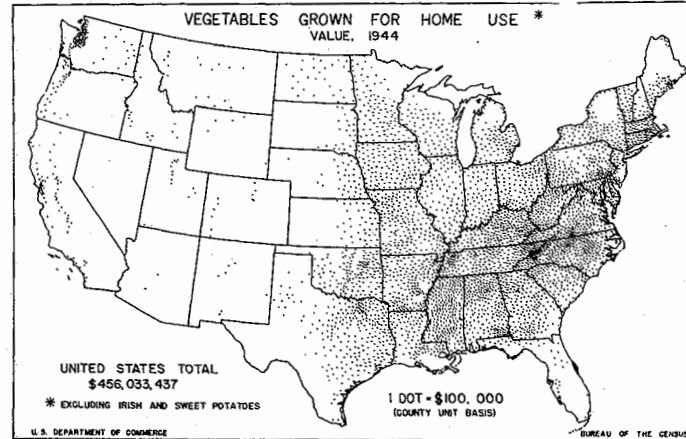 VEGETABLES GROWN FOR HOME USE *
VALUE, 1944
UNITED STATES TOTAL
$456,033,437
* EXCLUDING IRISH AND SWEET POTATOES
1 DOT = $100,000
(COUNTY UNIT BASIS)
U. S. DEPARTMENT OF COMMERCE
BUREAU OF THE CENSUS